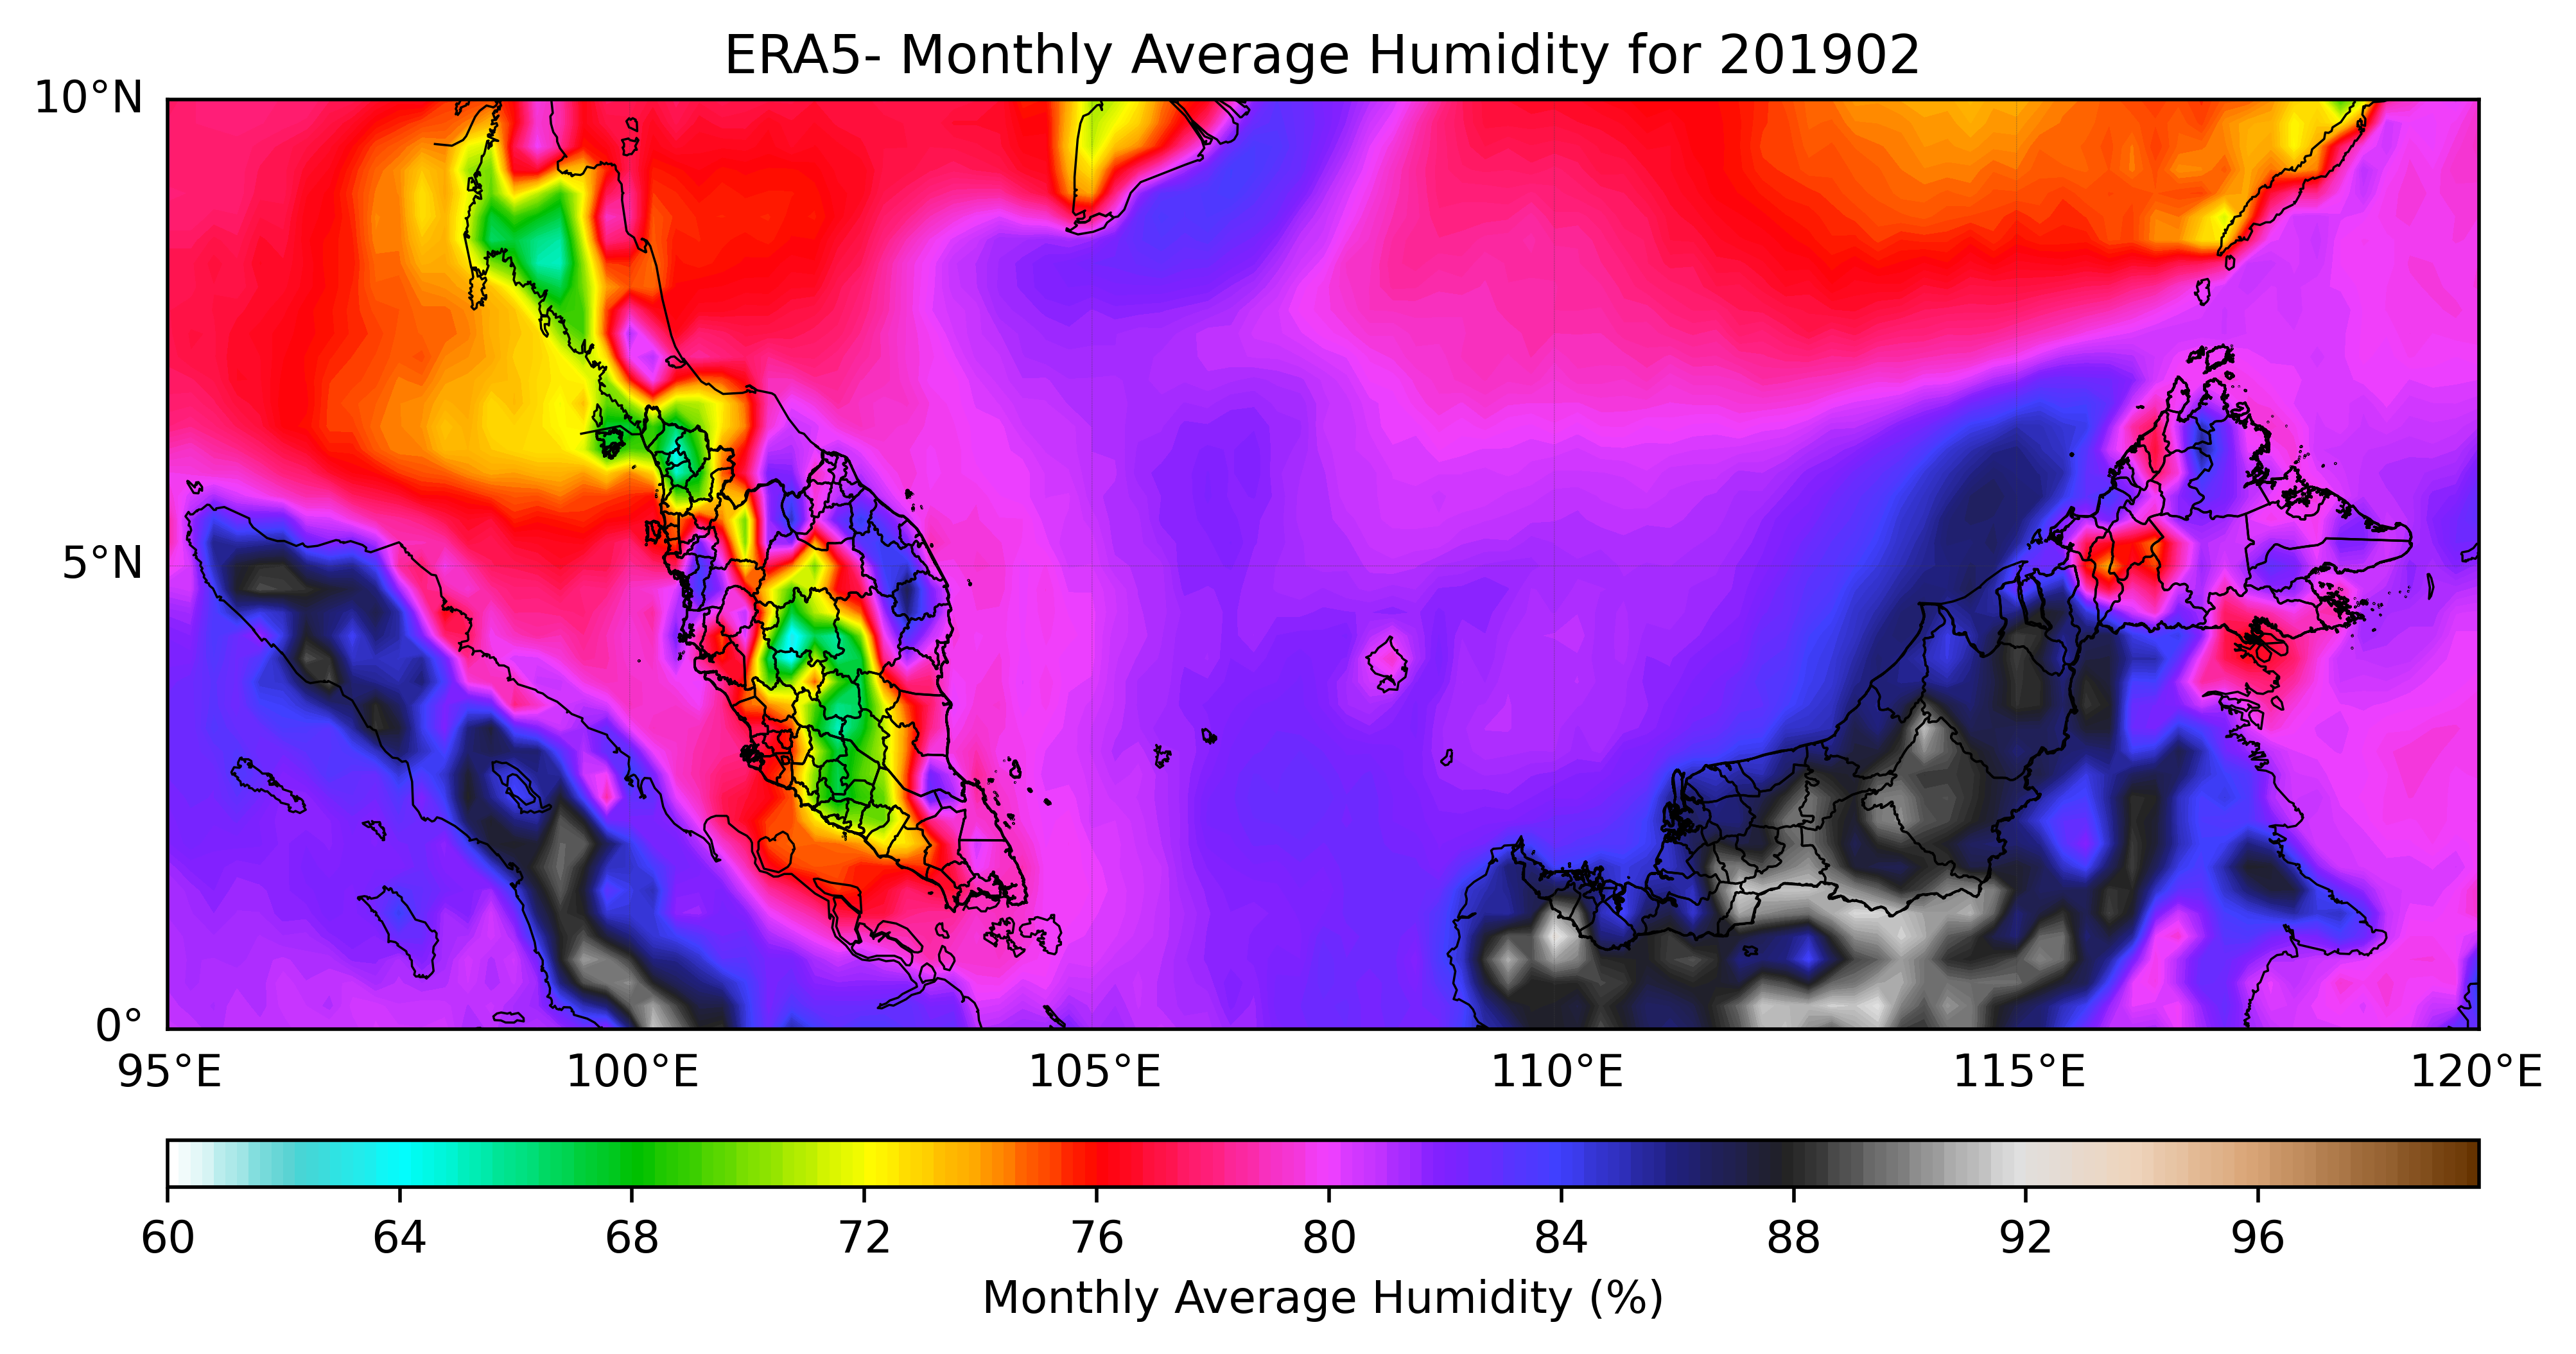 ERA5- Monthly Average Humidity for 201902
10°N
5°N
0°
95°E 100°E 105°E 110°E 115°E 120°E
60 64 68 72 76 80 84 88 92 96
Monthly Average Humidity (%)